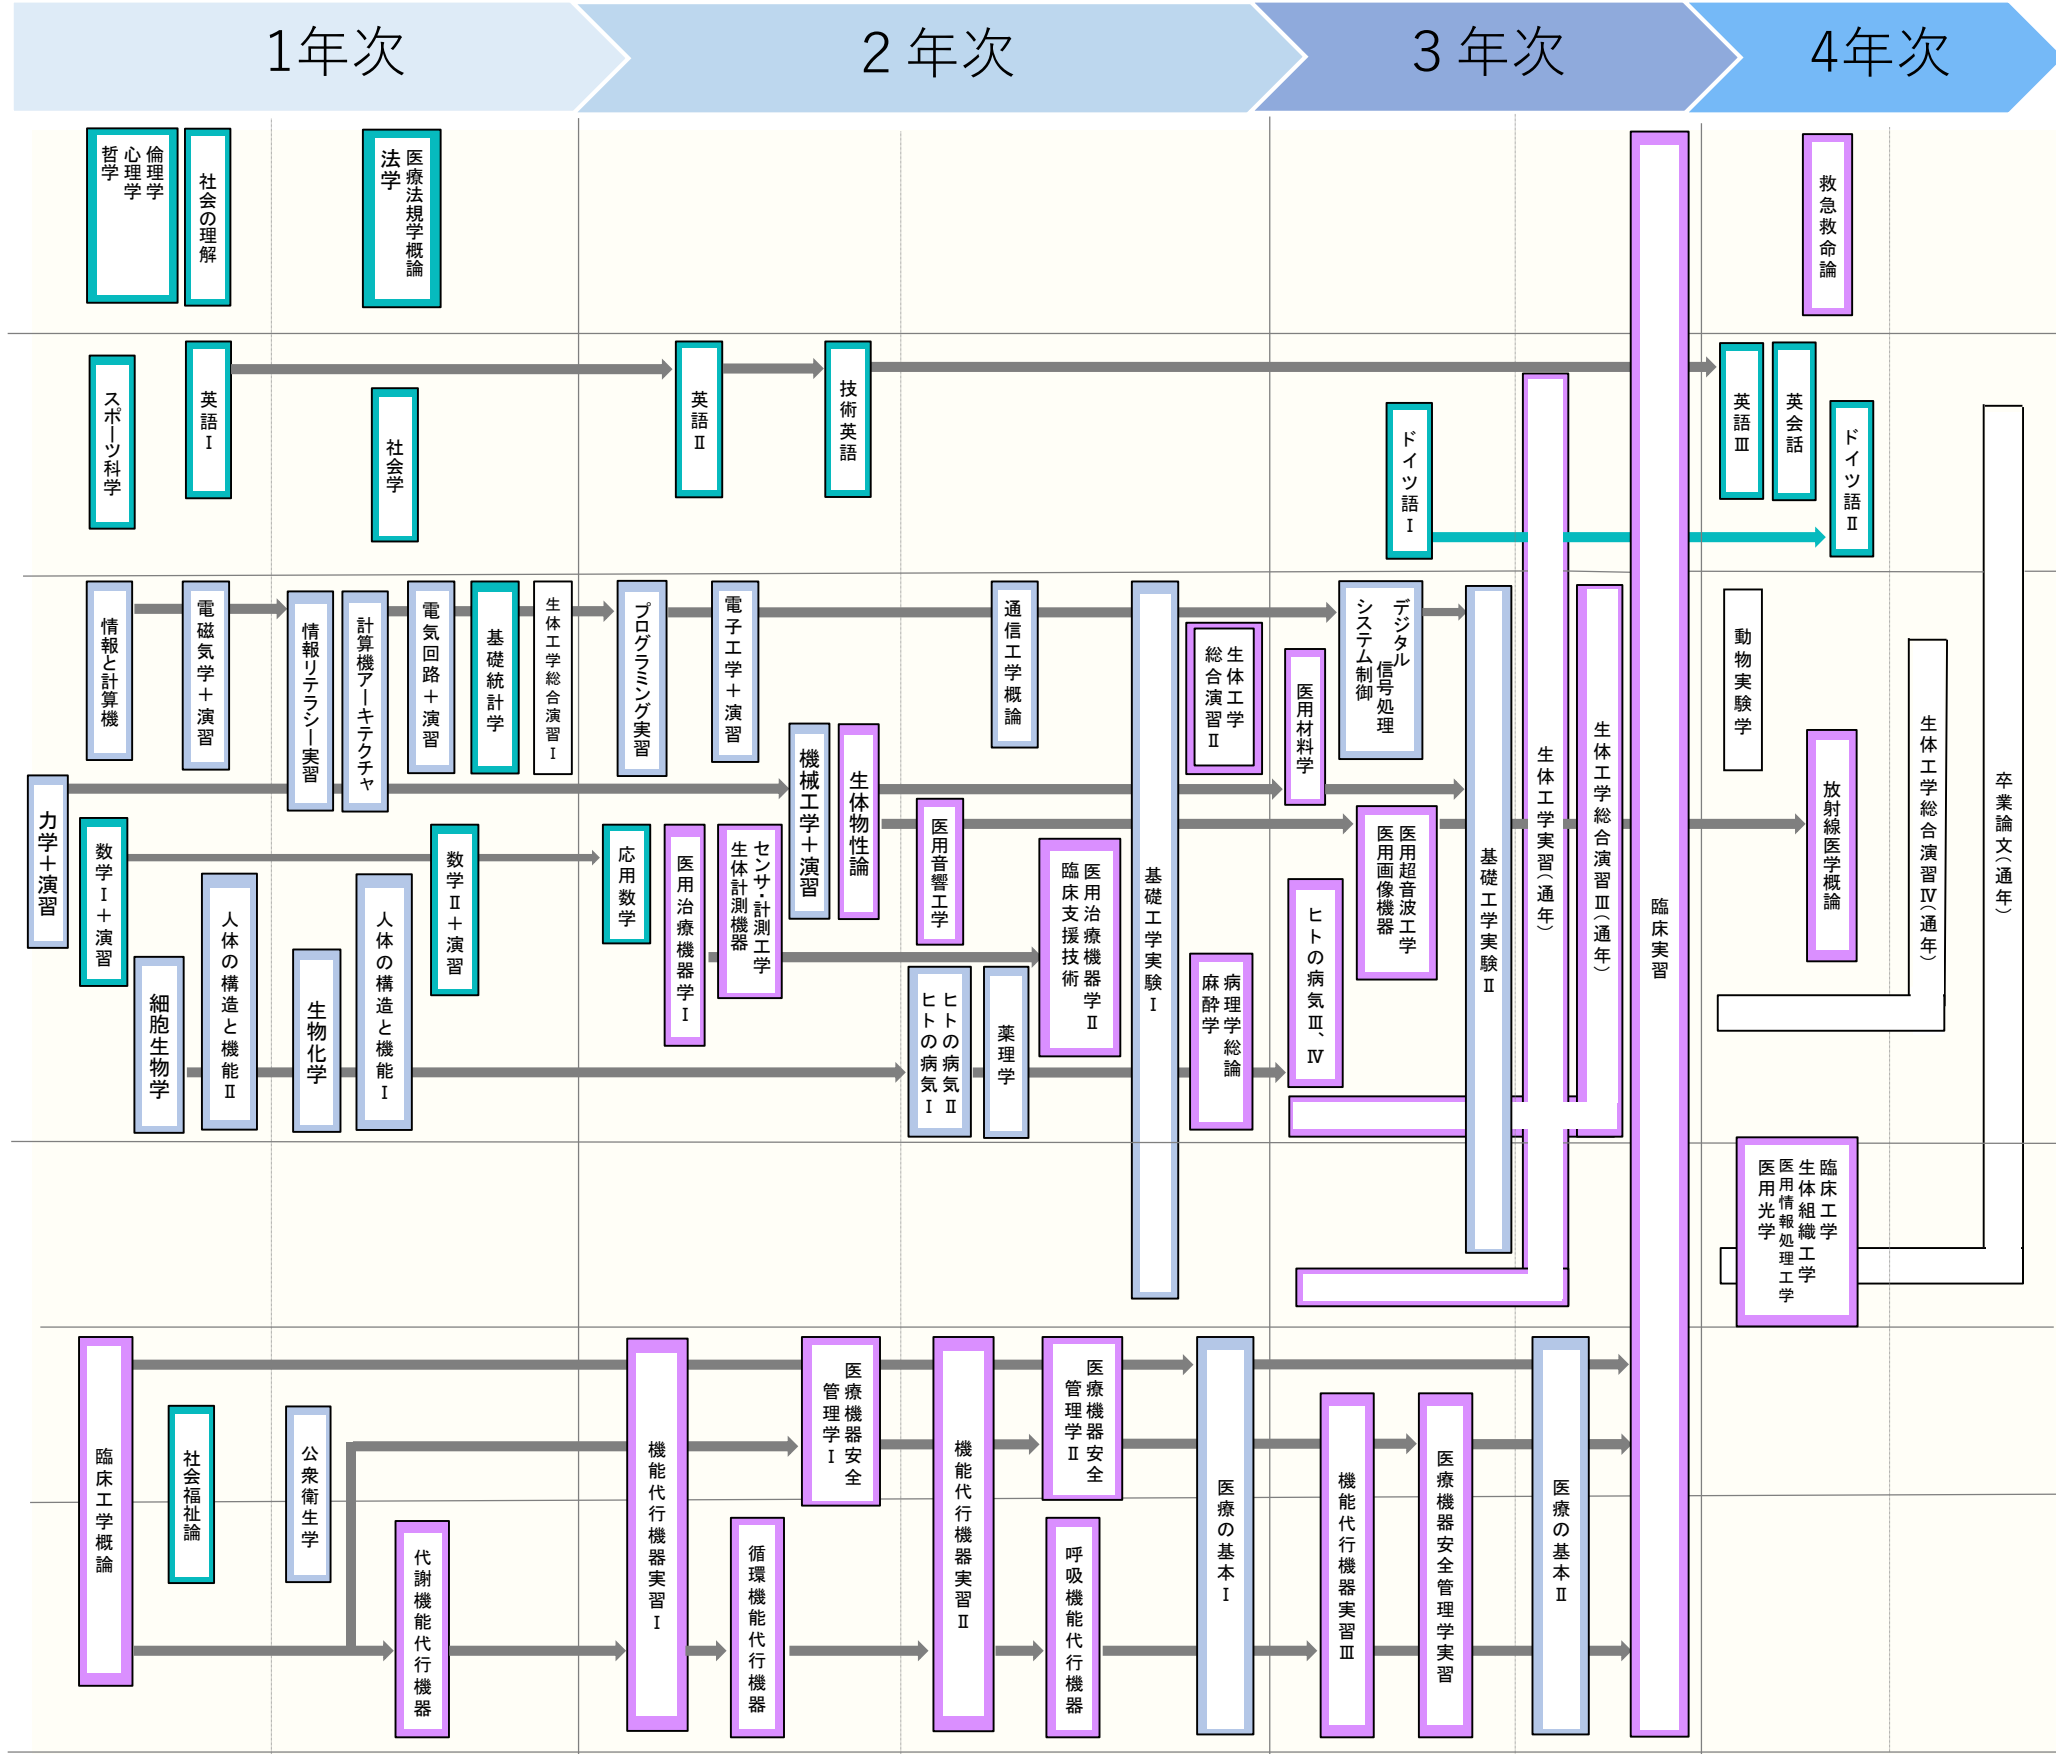 1年次
2年次
3年次
4年次
倫理学
心理学
哲学
社会の理解
医療法規学概論
法学
救急救命論
スポーツ科学
英語Ⅰ
社会学
英語Ⅱ
技術英語
ドイツ語Ⅰ
英語Ⅲ
英会話
ドイツ語Ⅱ
情報と計算機
電磁気学＋演習
情報リテラシー実習
計算機アーキテクチャ
電気回路＋演習
基礎統計学
生体工学総合演習Ⅰ
プログラミング実習
電子工学＋演習
通信工学概論
生体工学
総合演習Ⅱ
医用材料学
デジタル
信号処理
システム制御
動物実験学
力学＋演習
数学Ⅰ＋演習
細胞生物学
人体の構造と機能Ⅱ
生物化学
人体の構造と機能Ⅰ
数学Ⅱ＋演習
応用数学
医用治療機器学Ⅰ
センサ・計測工学
生体計測機器
機械工学＋演習
生体物性論
医用音響工学
ヒトの病気Ⅱ
ヒトの病気Ⅰ
薬理学
医用治療機器学Ⅱ
臨床支援技術
基礎工学実験Ⅰ
病理学総論
麻酔学
ヒトの病気Ⅲ、Ⅳ
医用超音波工学
医用画像機器
基礎工学実験Ⅱ
生体工学実習（通年）
生体工学総合演習Ⅲ（通年）
臨床実習
放射線医学概論
生体工学総合演習Ⅳ（通年）
卒業論文（通年）
臨床工学
生体組織工学
医用情報処理工学
医用光学
臨床工学概論
社会福祉論
公衆衛生学
代謝機能代行機器
機能代行機器実習Ⅰ
循環機能代行機器
医療機器安全
管理学Ⅰ
機能代行機器実習Ⅱ
医療機器安全
管理学Ⅱ
呼吸機能代行機器
医療の基本Ⅰ
機能代行機器実習Ⅲ
医療機器安全管理学実習
医療の基本Ⅱ